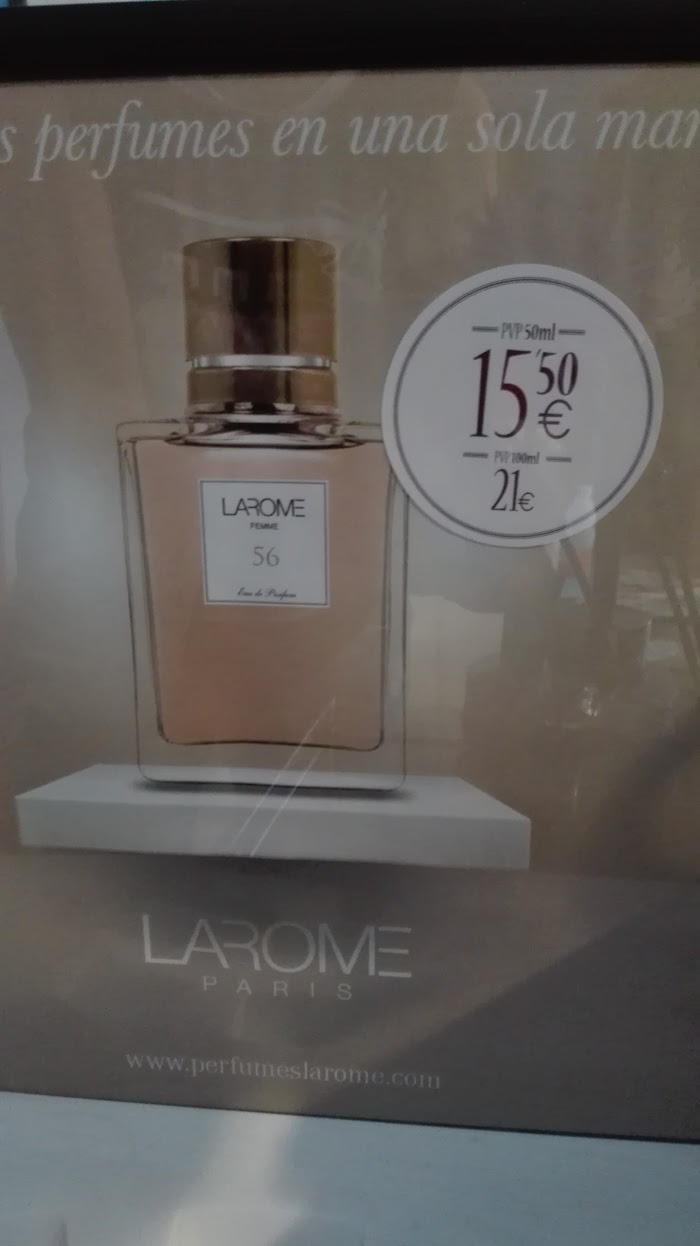 s perfumes en una sola mar
PVP 50ml
15'50€
PVP 100ml
21€
LAROME
FEMME
56
Eau de Parfum
LAROME
PARIS
www.perfumeslarome.com